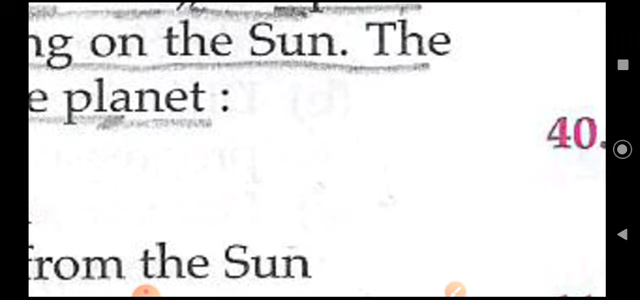 ng on the Sun. The
e planet :
40.
from the Sun